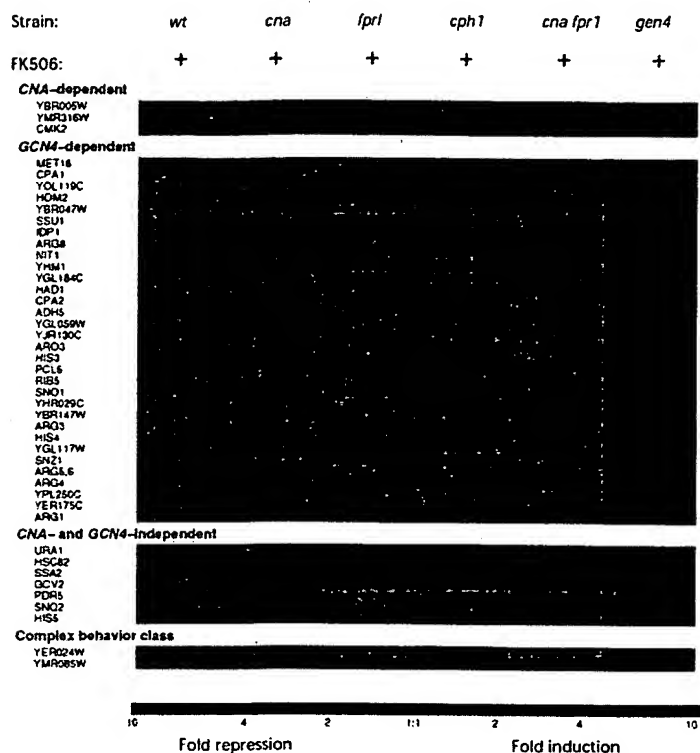 Strain: wt cna fpr1 cph1 cna fpr1 gcn4
FK506: + + + + + +
CNA-dependent
YBR005W
YMR316W
CMK2
GCN4-dependent
MET16
CPA1
YOL119C
HOM2
YBR047W
SSU1
IDP1
ARG8
NIT1
YHM1
YGL184C
HAD1
CPA2
ADH5
YGL059W
YJR130C
ARO3
HIS3
PCL5
RIB5
SNO1
YHR029C
YBR147W
ARG3
HIS4
YGL117W
SNZ1
ARG5,6
ARG4
YPL250C
YER175C
ARG1
CNA- and GCN4-independent
URA1
HSC82
SSA2
GCV2
PDR5
SNQ2
HIS5
Complex behavior class
YER024W
YMR085W
10 4 2 1:1 2 4 10
Fold repression Fold induction